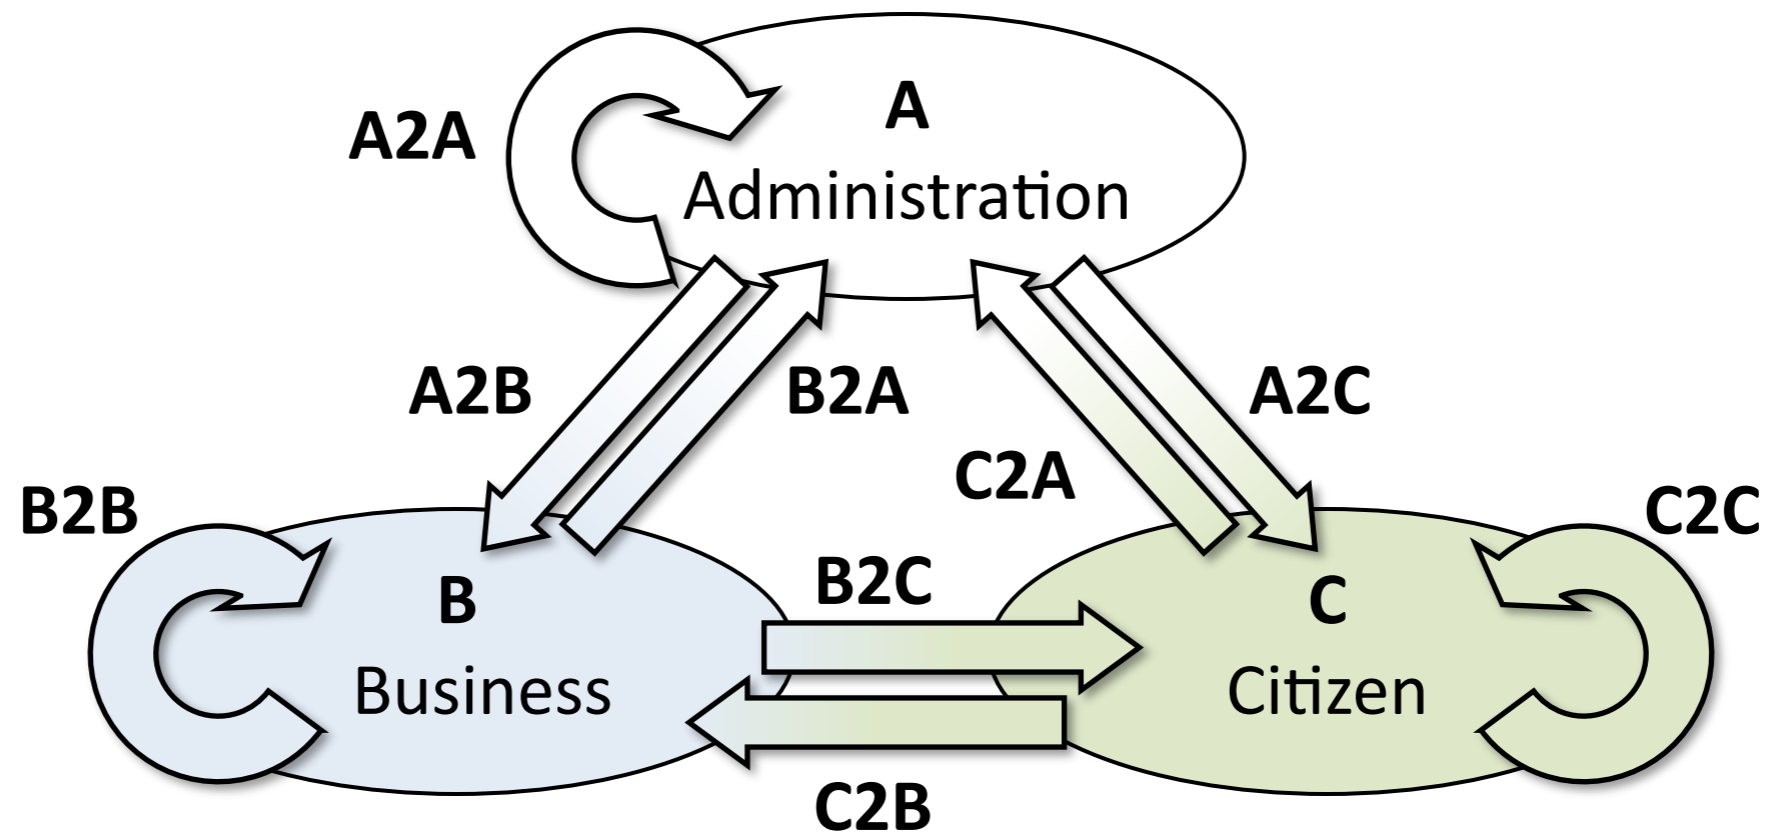 A
A2A
Administration
A2B
B2A
A2C
C2A
B2B
C2C
B2C
B
C
Business
Citizen
C2B